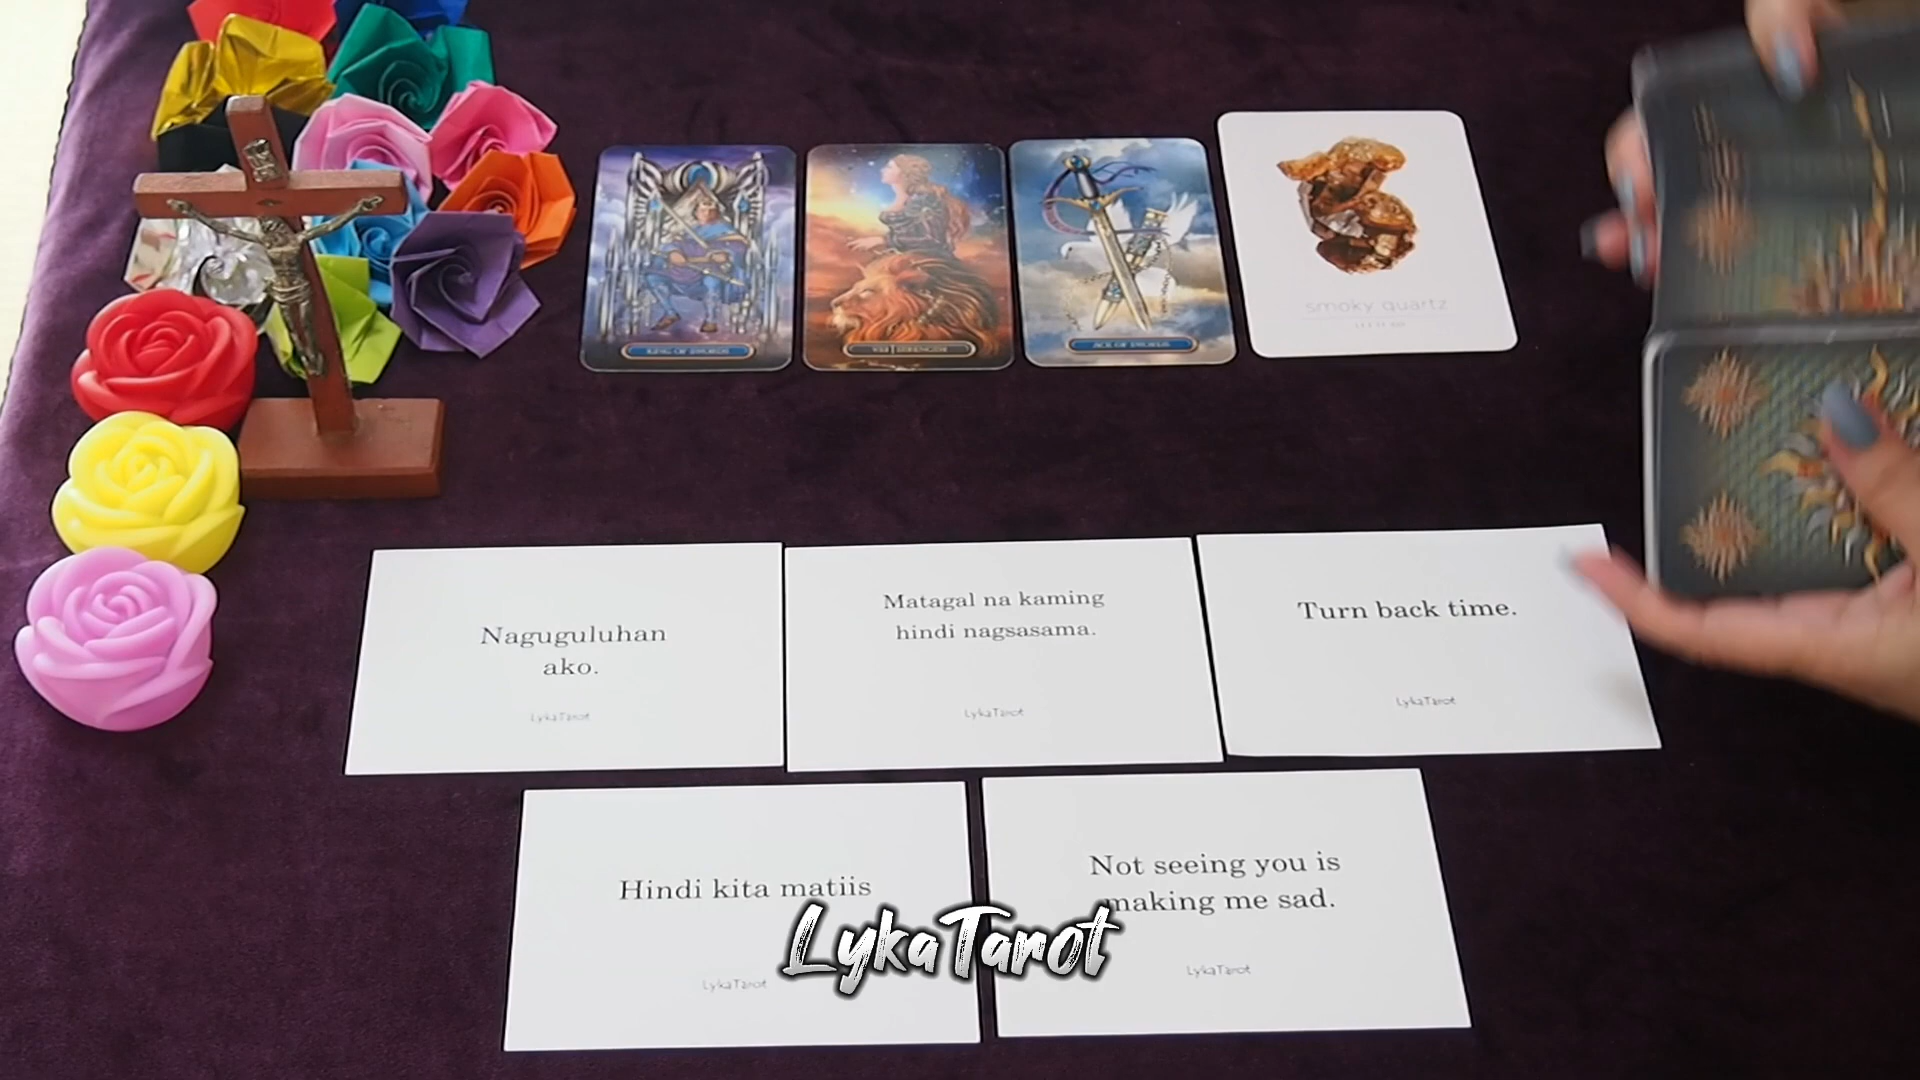 KING OF SWORDS
VIII STRENGTH
ACE OF SWORDS
smoky quartz
Naguguluhan
ako.
LykaTarot
Matagal na kaming
hindi nagsasama.
LykaTarot
Turn back time.
LykaTarot
Hindi kita matiis
LykaTarot
Not seeing you is
making me sad.
LykaTarot
LykaTarot